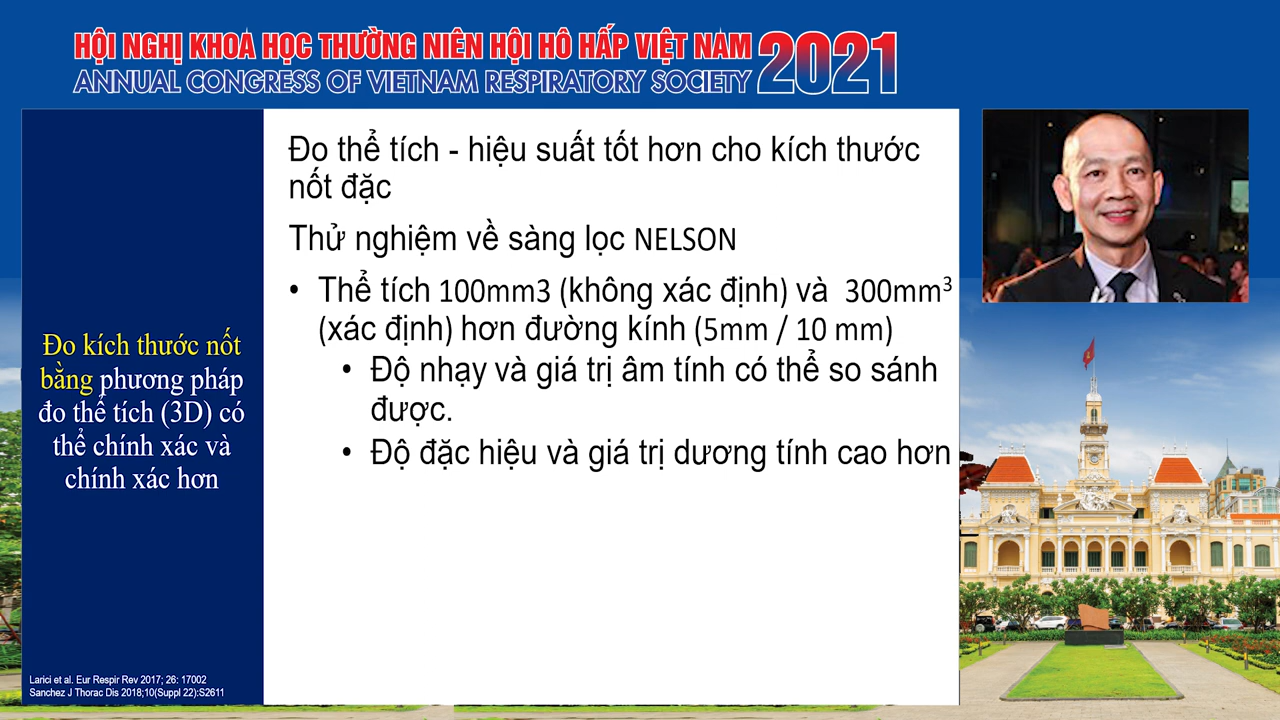 HỘI NGHỊ KHOA HỌC THƯỜNG NIÊN HỘI HÔ HẤP VIỆT NAM 2021
ANNUAL CONGRESS OF VIETNAM RESPIRATORY SOCIETY
Đo kích thước nốt
bằng phương pháp
đo thể tích (3D) có
thể chính xác và
chính xác hơn
Larici et al. Eur Respir Rev 2017; 26: 17002
Sanchez J Thorac Dis 2018;10(Suppl 22):S2611
Đo thể tích - hiệu suất tốt hơn cho kích thước
nốt đặc
Thử nghiệm về sàng lọc NELSON
• Thể tích 100mm3 (không xác định) và 300mm³
(xác định) hơn đường kính (5mm / 10 mm)
• Độ nhạy và giá trị âm tính có thể so sánh
được.
• Độ đặc hiệu và giá trị dương tính cao hơn